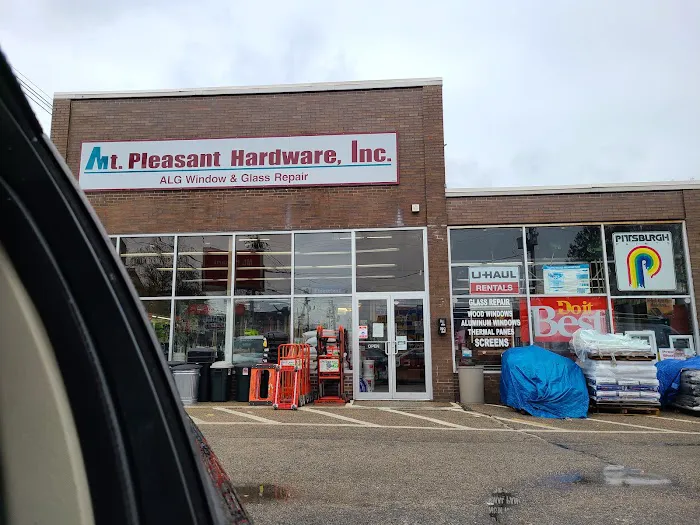 Mt. Pleasant Hardware, Inc.
ALG Window & Glass Repair
PITTSBURGH
U-HAUL
RENTALS
GLASS REPAIR
WOOD WINDOWS
ALUMINUM WINDOWS
THERMAL PANES
SCREENS
Do it
Best
OPEN